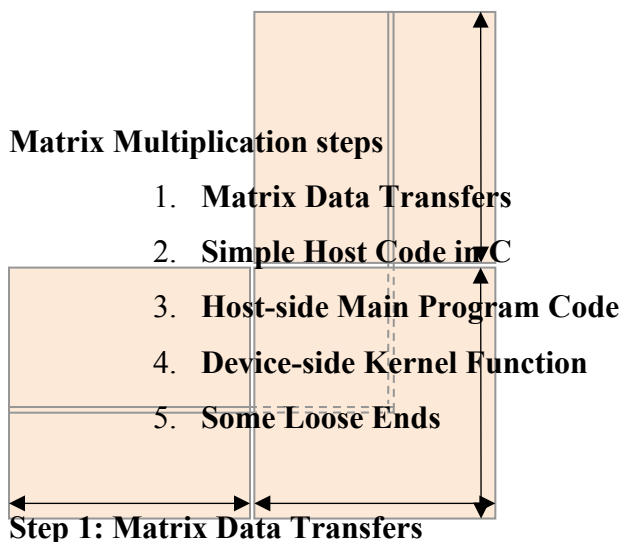 Matrix Multiplication steps
1. Matrix Data Transfers
2. Simple Host Code in C
3. Host-side Main Program Code
4. Device-side Kernel Function
5. Some Loose Ends
Step 1: Matrix Data Transfers